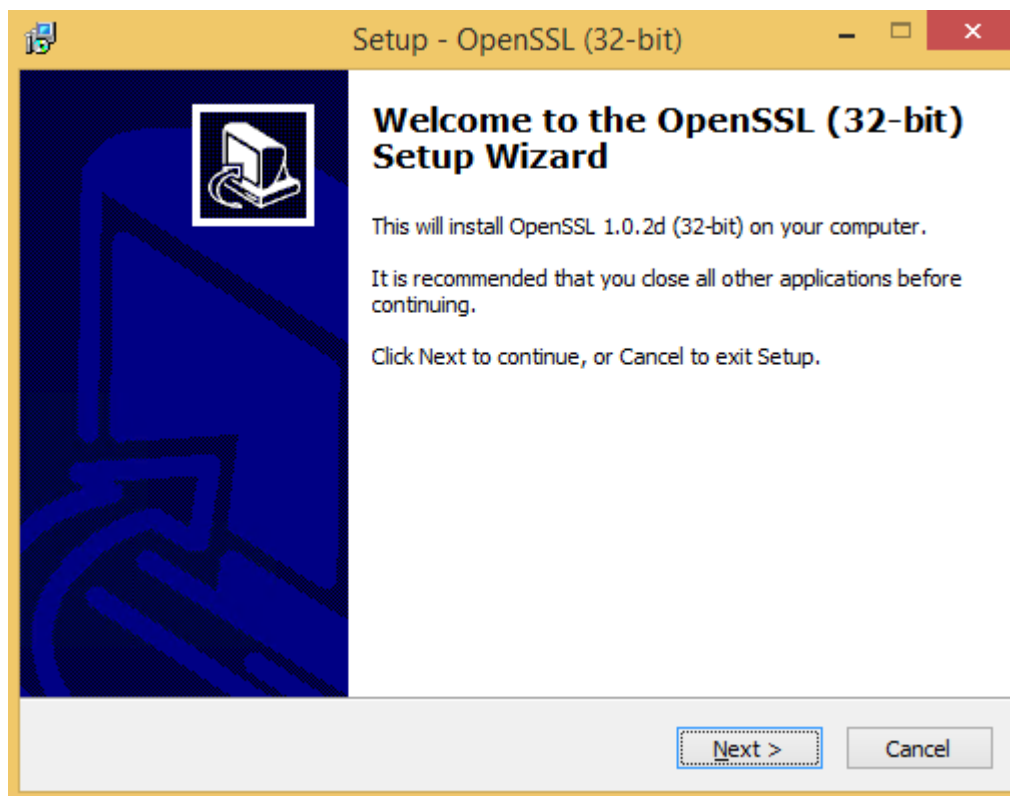 Setup - OpenSSL (32-bit)
Welcome to the OpenSSL (32-bit)
Setup Wizard
This will install OpenSSL 1.0.2d (32-bit) on your computer.
It is recommended that you close all other applications before
continuing.
Click Next to continue, or Cancel to exit Setup.
Next >
Cancel